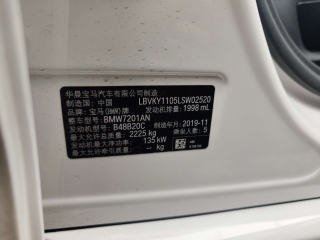 华晨宝马汽车有限公司制造
制造国：中国 LBVKY1105LSW02520
品牌：宝马(BMW)牌 发动机排量：1998 mL
整车型号：BMW7201AN
发动机型号：B48B20C 制造年月：2019-11
最大允许总质量：2225 kg 乘坐人数：5
发动机最大净功率：135 kW
最大允许牵引质量：— kg